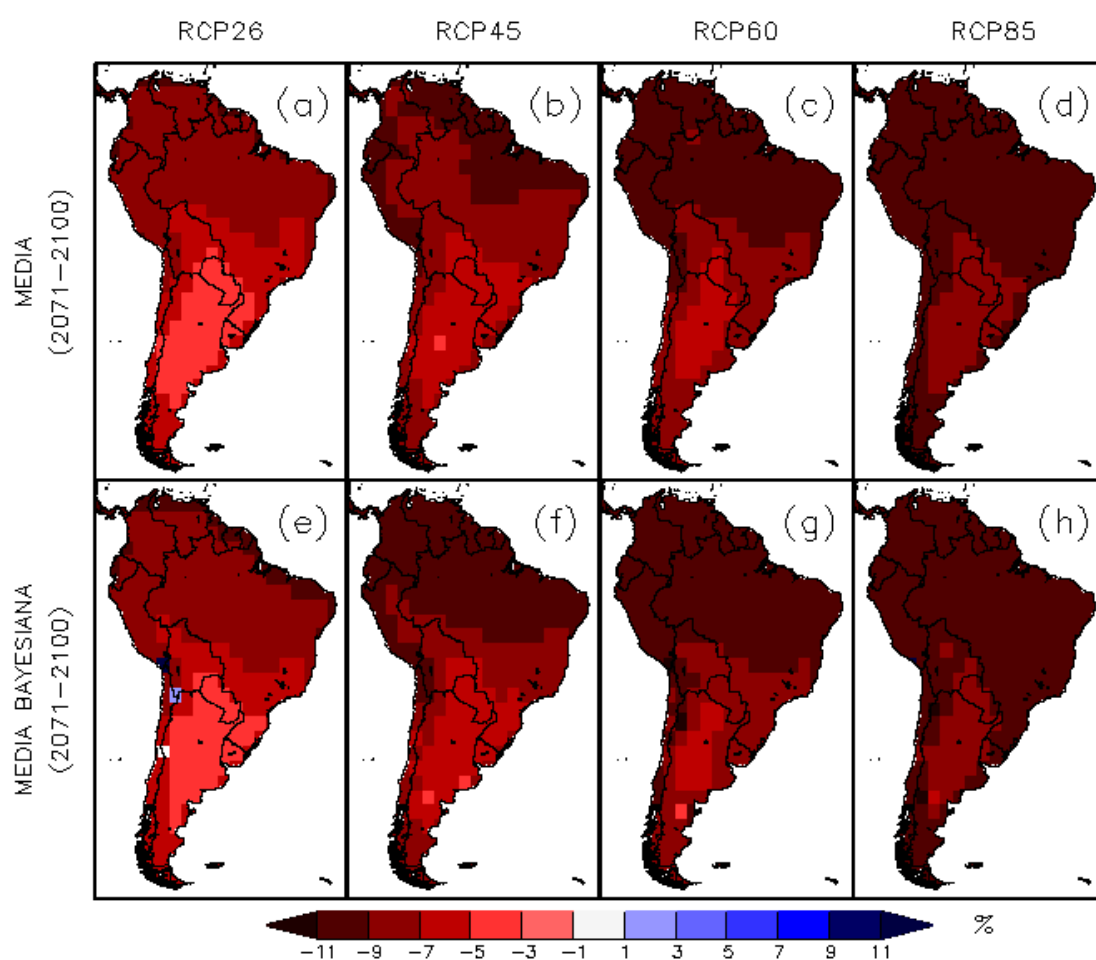 RCP26 RCP45 RCP60 RCP85
MEDIA
(2071-2100)
(a) (b) (c) (d)
MEDIA BAYESIANA
(2071-2100)
(e) (f) (g) (h)
%
-11 -9 -7 -5 -3 -1 1 3 5 7 9 11